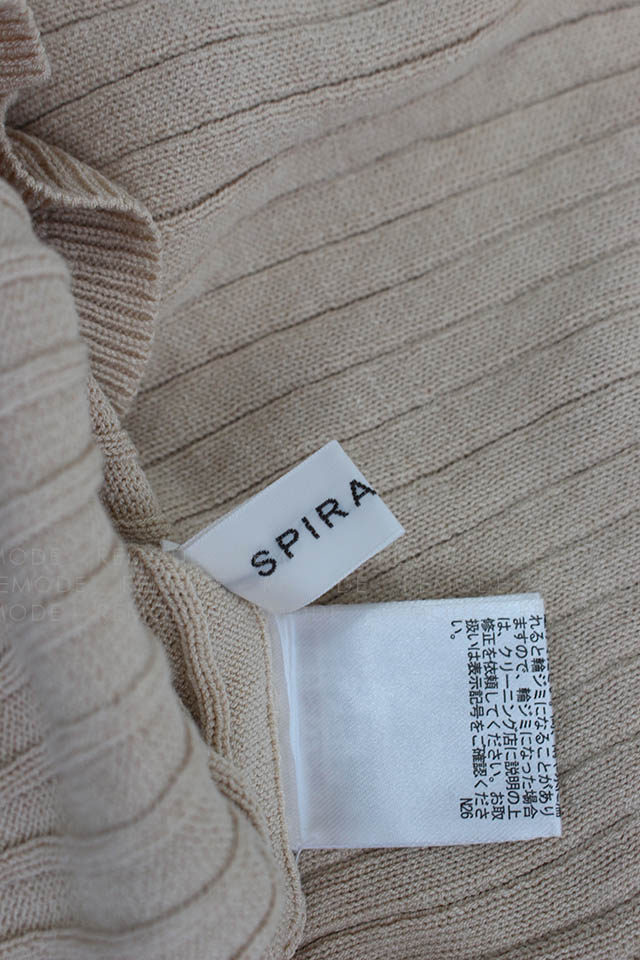 SPIRA
れると輪ジミになることがあり
ますので、輪ジミになった場合
は、クリーニング店に説明の上
修正を依頼してください。お取
扱いは表示記号をご確認くださ
い。
N26